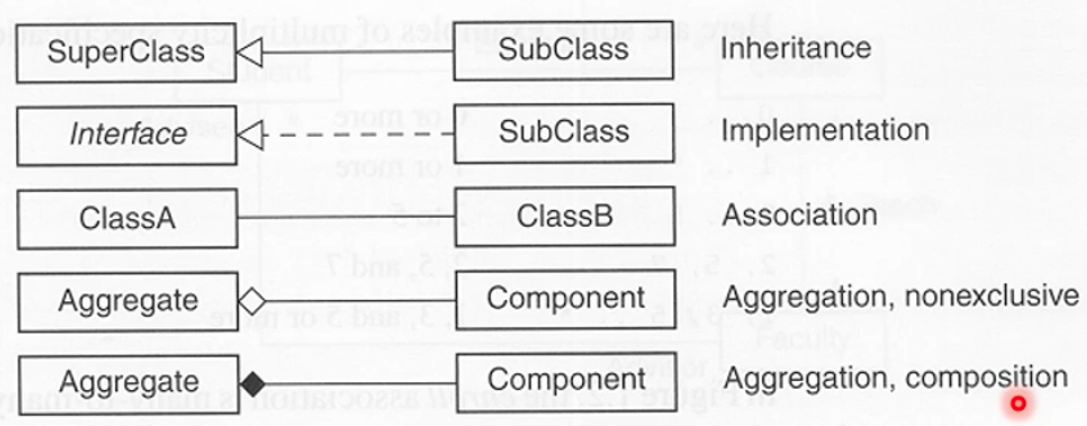 SuperClass SubClass Inheritance
Interface SubClass Implementation
ClassA ClassB Association
Aggregate Component Aggregation, nonexclusive
Aggregate Component Aggregation, composition